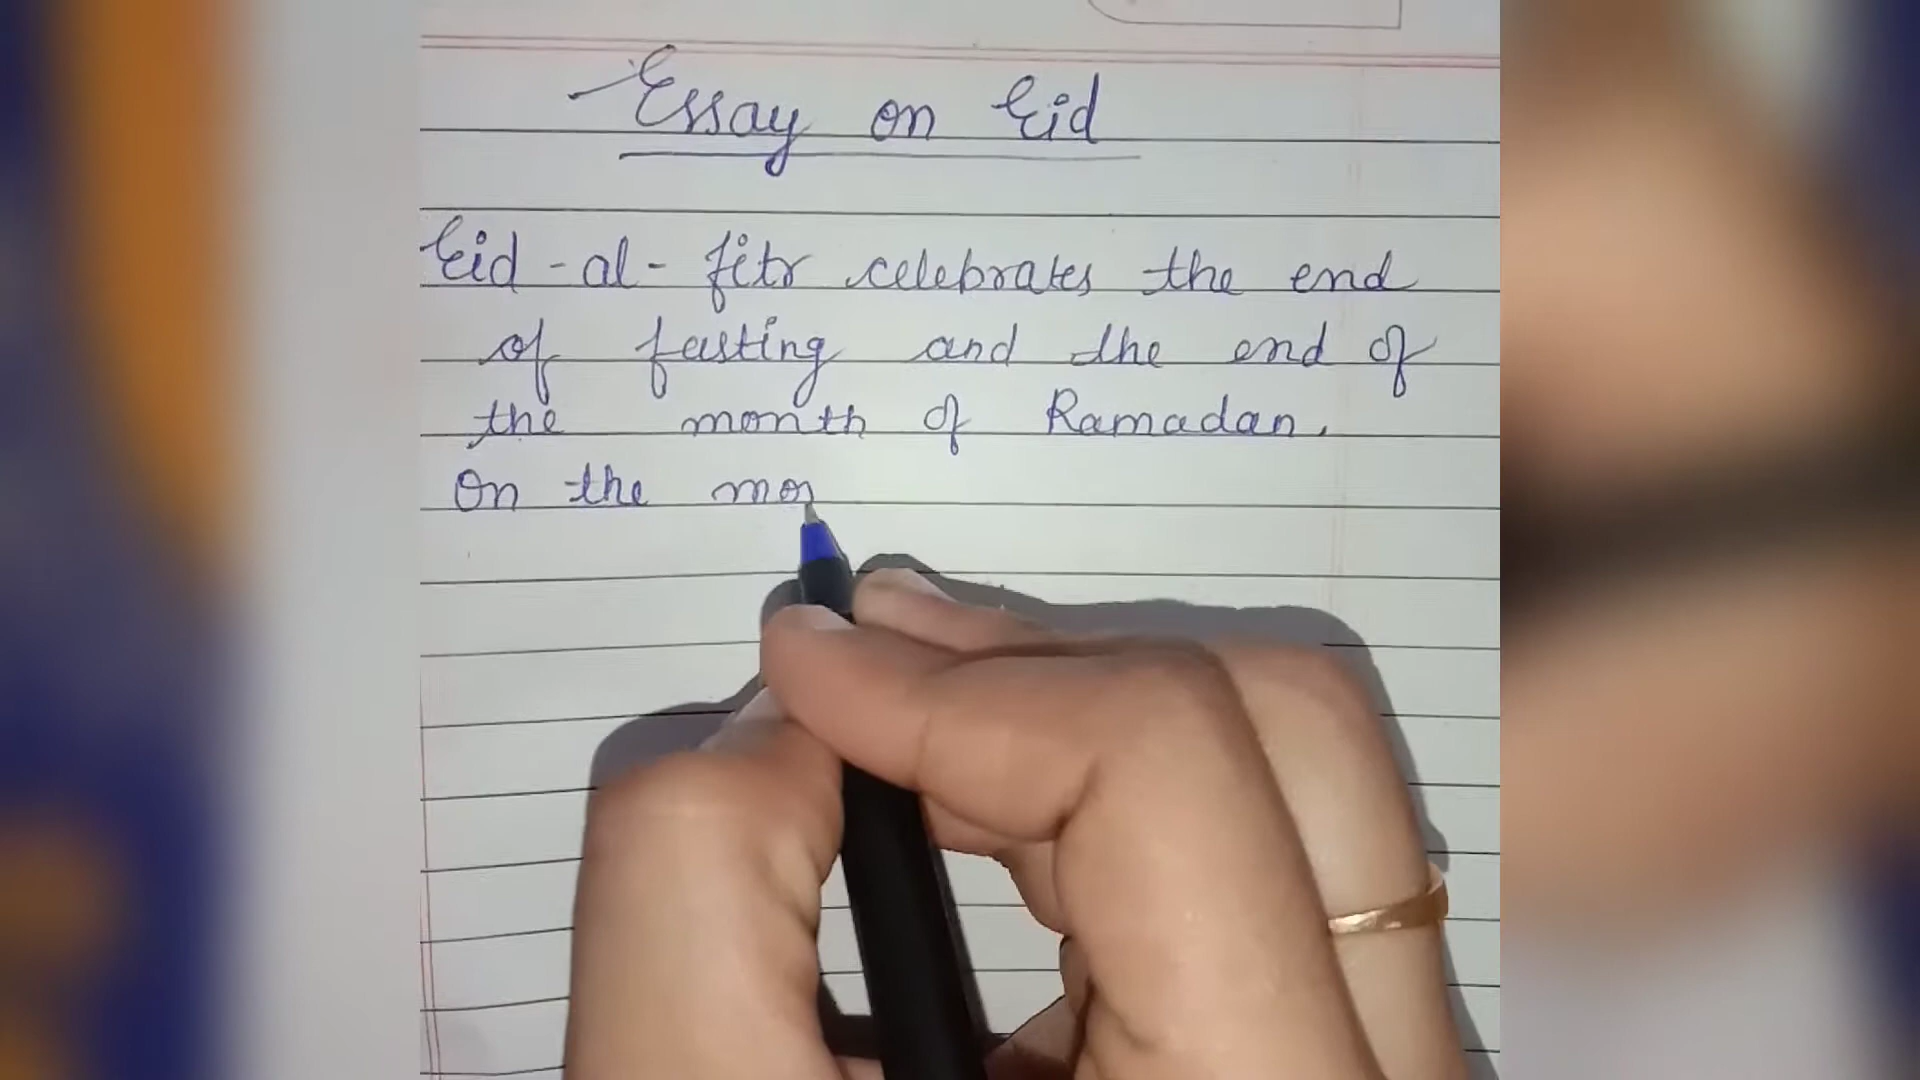 Essay on Eid
Eid-al-fitr celebrates the end
of fasting and the end of
the month of Ramadan.
On the mor